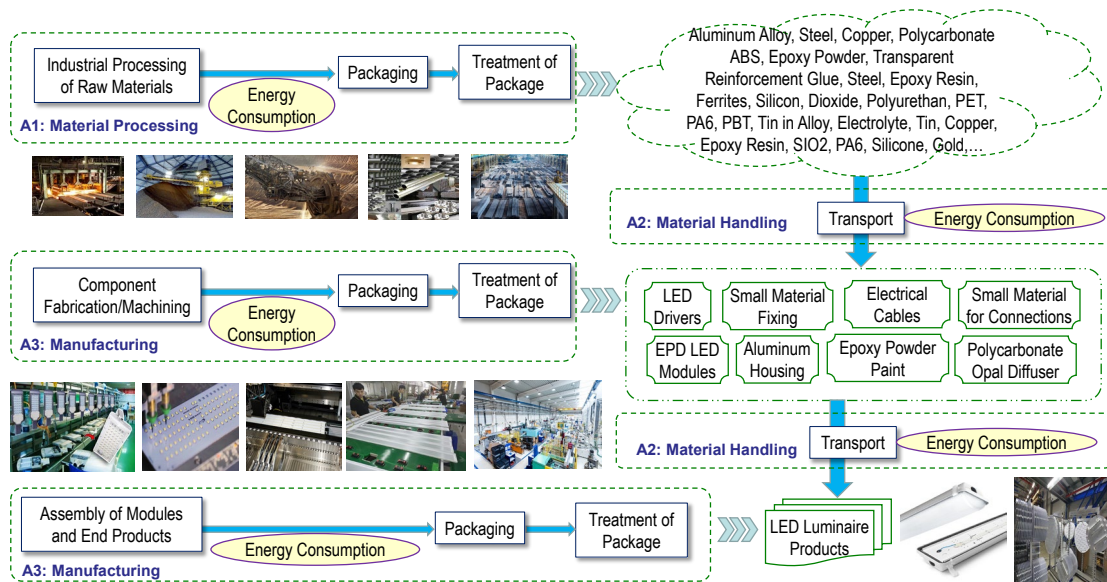 Industrial Processing
of Raw Materials
Energy
Consumption
Packaging
Treatment of
Package
A1: Material Processing
Aluminum Alloy, Steel, Copper, Polycarbonate
ABS, Epoxy Powder, Transparent
Reinforcement Glue, Steel, Epoxy Resin,
Ferrites, Silicon, Dioxide, Polyurethan, PET,
PA6, PBT, Tin in Alloy, Electrolyte, Tin, Copper,
Epoxy Resin, SIO2, PA6, Silicone, Gold,...
A2: Material Handling
Transport
Energy Consumption
Component
Fabrication/Machining
Energy
Consumption
Packaging
Treatment of
Package
A3: Manufacturing
LED
Drivers
Small Material
Fixing
Electrical
Cables
Small Material
for Connections
EPD LED
Modules
Aluminum
Housing
Epoxy Powder
Paint
Polycarbonate
Opal Diffuser
A2: Material Handling
Transport
Energy Consumption
Assembly of Modules
and End Products
Energy Consumption
Packaging
Treatment of
Package
A3: Manufacturing
LED Luminaire
Products